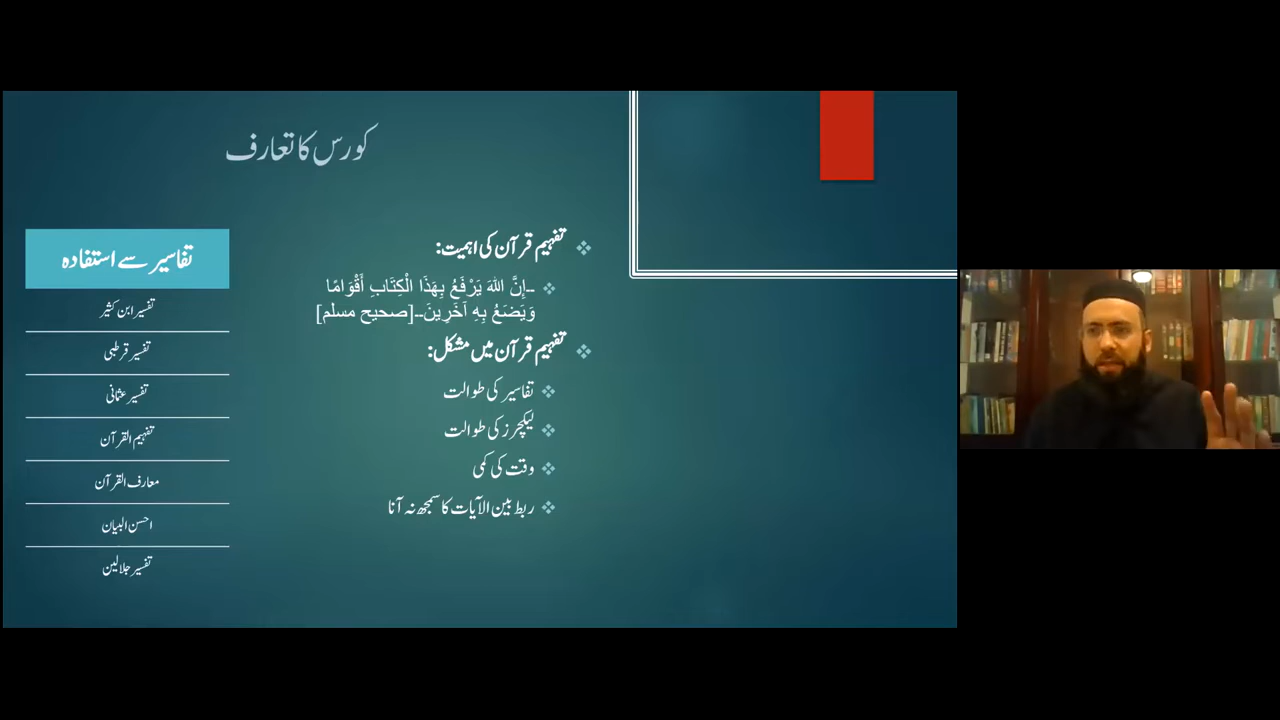 کورس کا تعارف
تفہیم قرآن کی اہمیت:
۔۔إِنَّ اللهَ يَرْفَعُ بِهَذَا الْكِتَابِ أَقْوَامًا
وَيَضَعُ بِهِ آخَرِينَ۔۔[صحیح مسلم]
تفہیم قرآن میں مشکل:
تفاسیر کی طوالت
لیکچرز کی طوالت
وقت کی کمی
ربط بین الآیات کا سمجھ نہ آنا
تفاسیر سے استفادہ
تفسیر ابن کثیر
تفسیر قرطبی
تفسیر عثمانی
تفہیم القرآن
معارف القرآن
احسن البیان
تفسیر جلالین